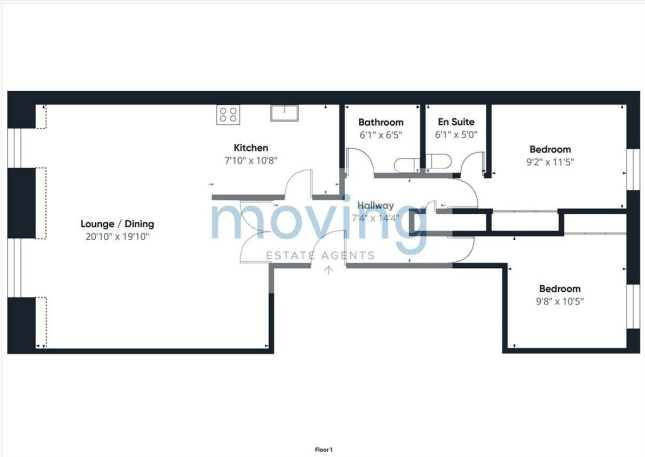 Bathroom
6'1" x 6'5"
En Suite
6'1" x 5'0"
Kitchen
7'10" x 10'8"
Bedroom
9'2" x 11'5"
Hallway
7'4" x 14'4"
Lounge / Dining
20'10" x 19'10"
moving
ESTATE AGENTS
Bedroom
9'8" x 10'5"
Floor 1